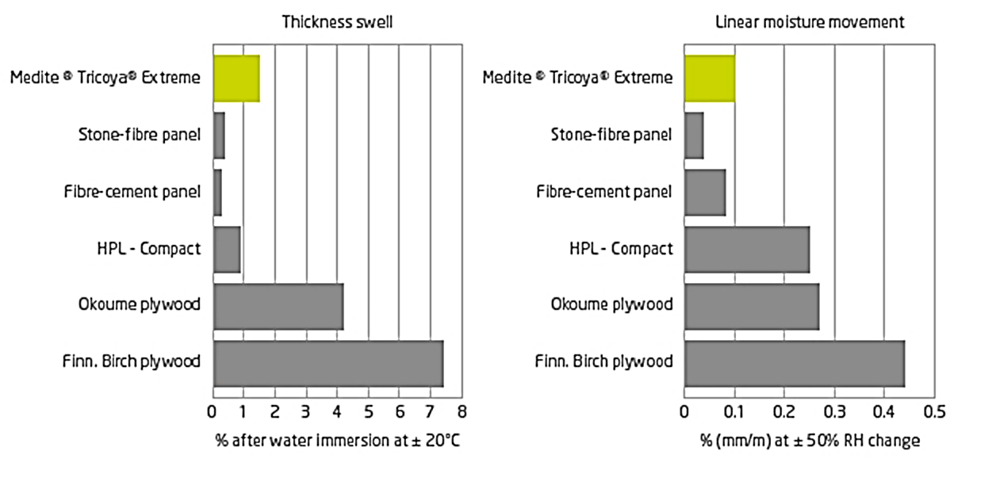 Thickness swell
Medite ® Tricoya® Extreme
Stone-fibre panel
Fibre-cement panel
HPL - Compact
Okoume plywood
Finn. Birch plywood
0 1 2 3 4 5 6 7 8
% after water immersion at ± 20°C
Linear moisture movement
Medite ® Tricoya® Extreme
Stone-fibre panel
Fibre-cement panel
HPL - Compact
Okoume plywood
Finn. Birch plywood
0 0.1 0.2 0.3 0.4 0.5
% (mm/m) at ± 50% RH change